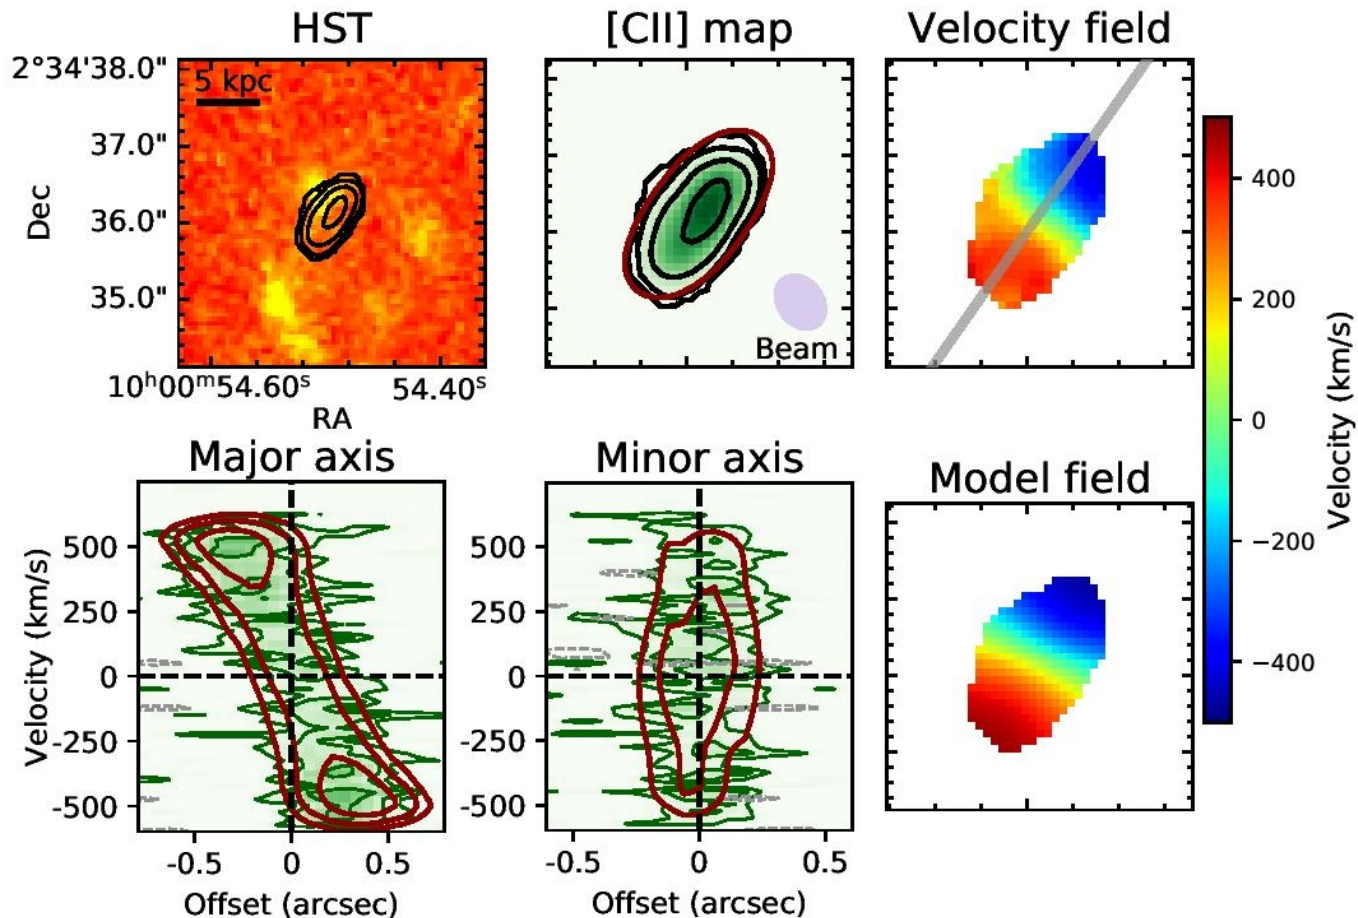 HST
[CII] map
Velocity field
2°34'38.0"
37.0"
36.0"
35.0"
Dec
5 kpc
10ʰ00ᵐ54.60ˢ
54.40ˢ
RA
Beam
400
200
0
−200
−400
Velocity (km/s)
Major axis
Minor axis
Model field
500
250
0
-250
-500
Velocity (km/s)
-0.5
0
0.5
Offset (arcsec)
500
250
0
-250
-500
-0.5
0
0.5
Offset (arcsec)